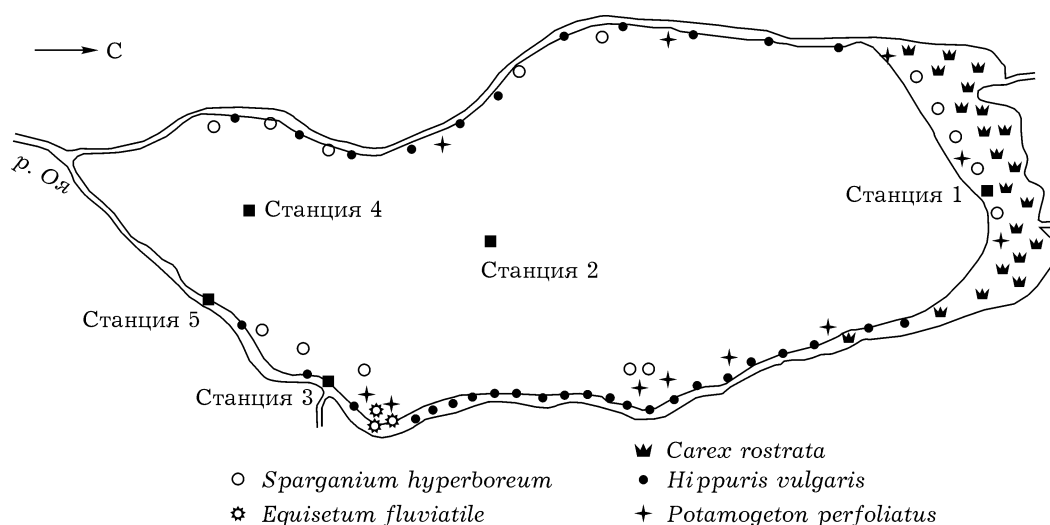 С
р. Оя
Станция 1
Станция 4
Станция 2
Станция 5
Станция 3
Carex rostrata
Sparganium hyperboreum
Hippuris vulgaris
Equisetum fluviatile
Potamogeton perfoliatus